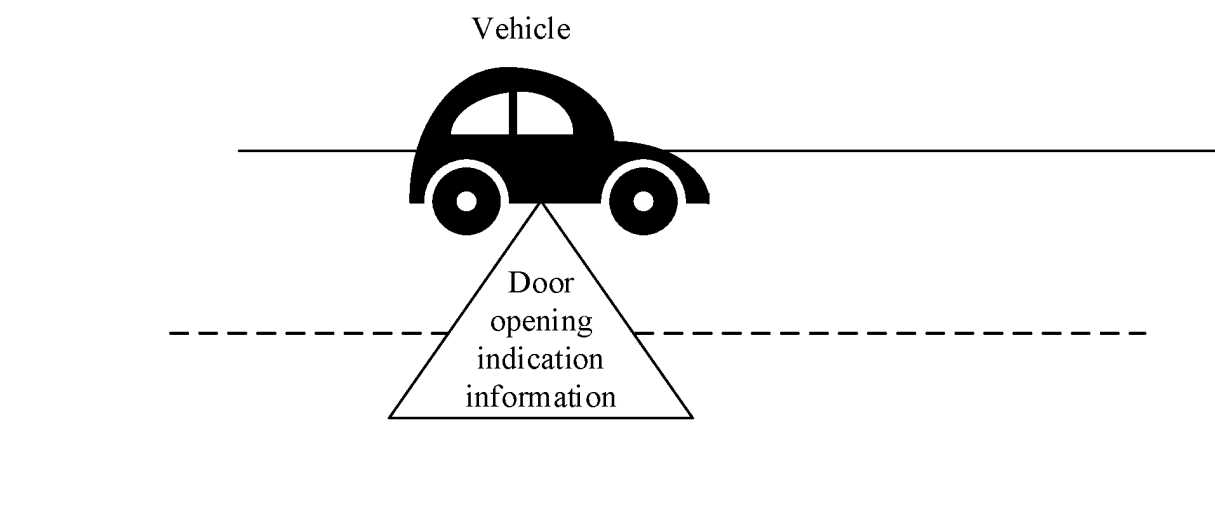 Vehicle
Door
opening
indication
information